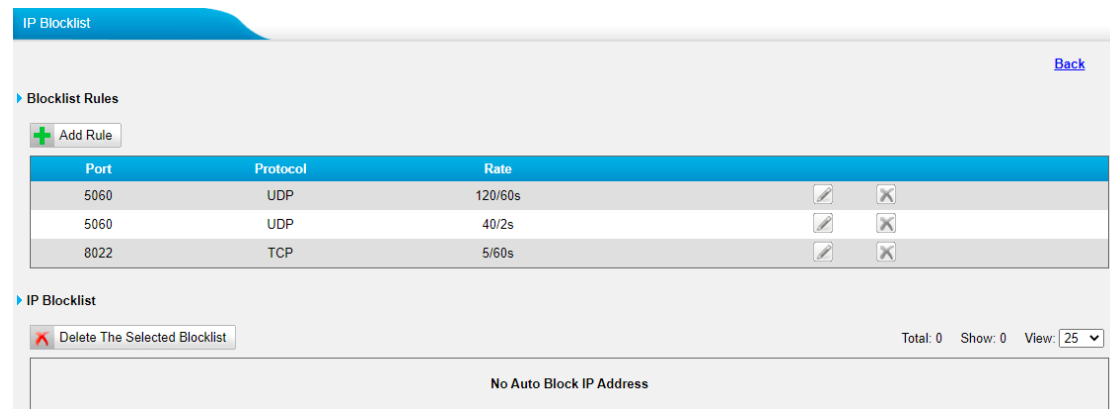 IP Blocklist
Back
Blocklist Rules
Add Rule
Port Protocol Rate
5060 UDP 120/60s
5060 UDP 40/2s
8022 TCP 5/60s
IP Blocklist
Delete The Selected Blocklist Total: 0 Show: 0 View: 25
No Auto Block IP Address